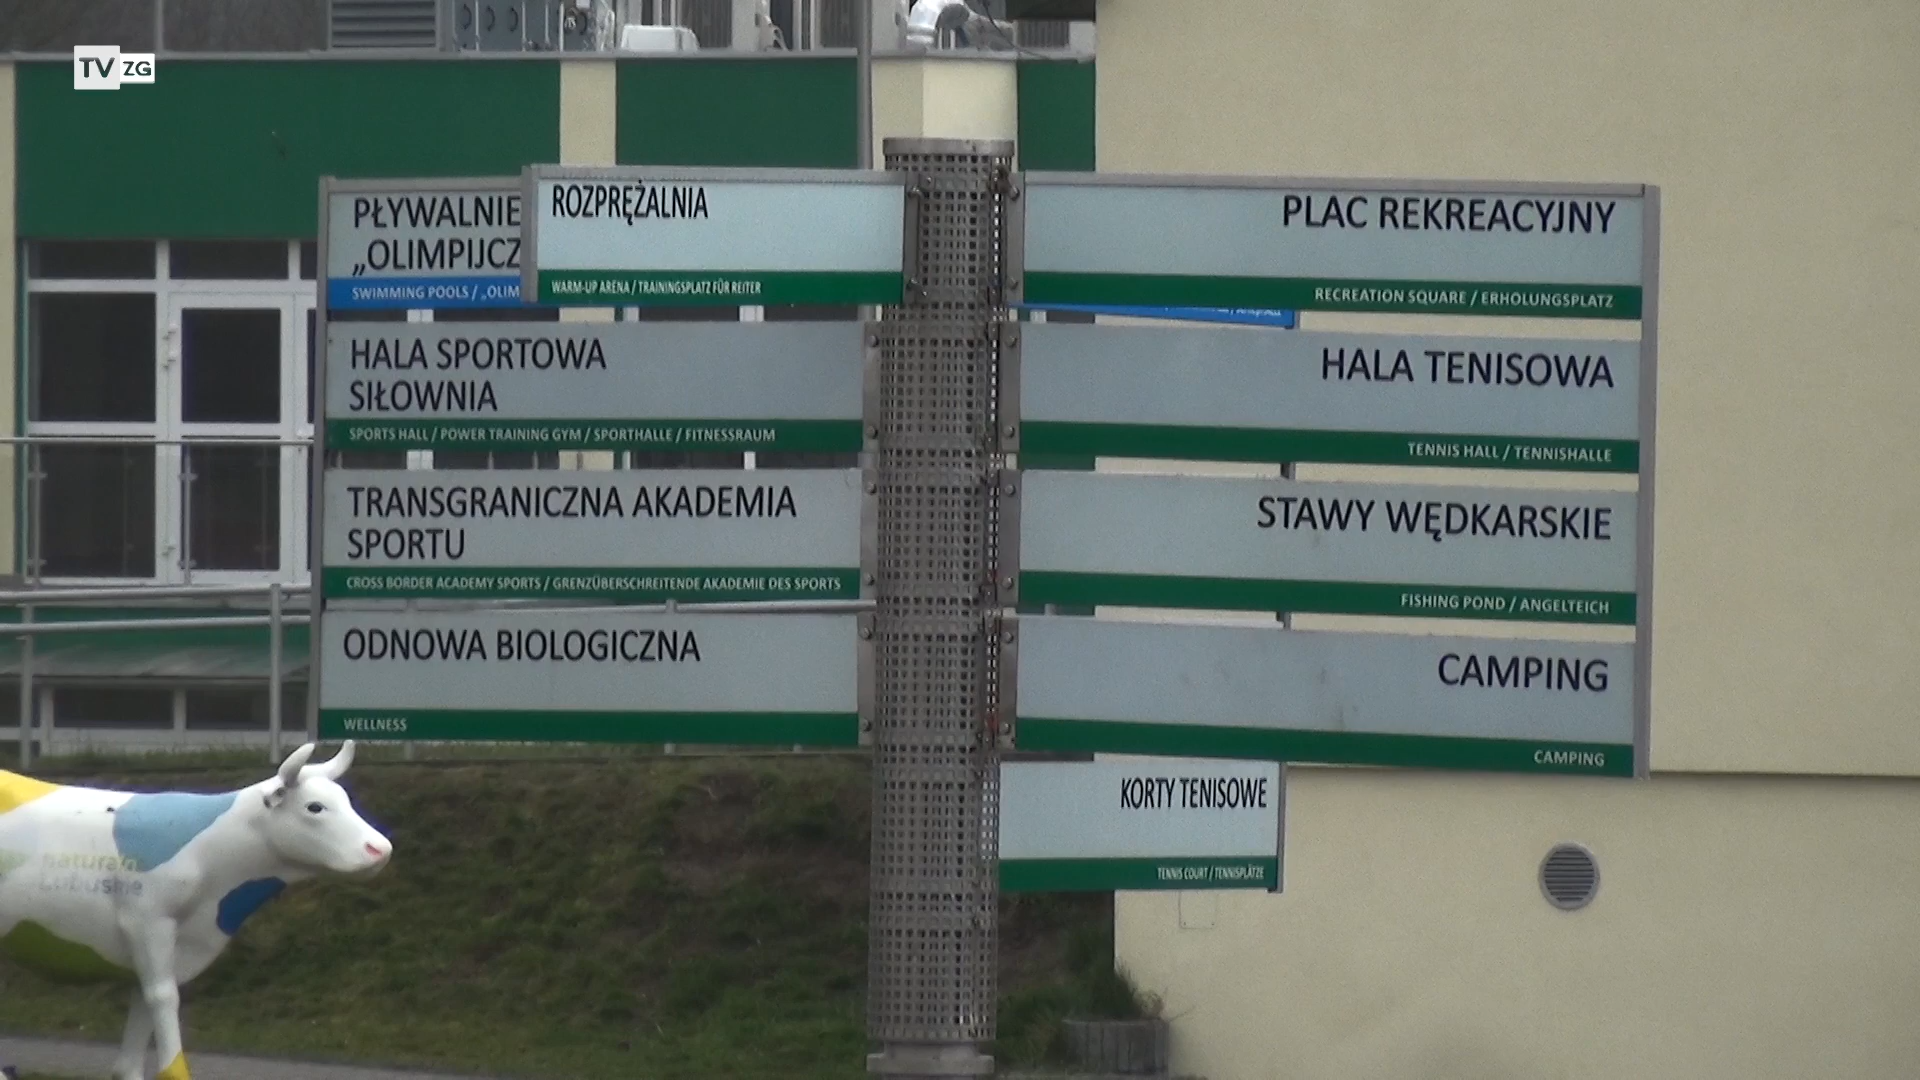 TV ZG
PŁYWALNIE
„OLIMPIJCZ
SWIMMING POOLS / „OLIM
ROZPRĘŻALNIA
WARM-UP ARENA / TRAININGSPLATZ FÜR REITER
HALA SPORTOWA
SIŁOWNIA
SPORTS HALL / POWER TRAINING GYM / SPORTHALLE / FITNESSRAUM
TRANSGRANICZNA AKADEMIA
SPORTU
CROSS BORDER ACADEMY SPORTS / GRENZÜBERSCHREITENDE AKADEMIE DES SPORTS
ODNOWA BIOLOGICZNA
WELLNESS
PLAC REKREACYJNY
RECREATION SQUARE / ERHOLUNGSPLATZ
HALA TENISOWA
TENNIS HALL / TENNISHALLE
STAWY WĘDKARSKIE
FISHING POND / ANGELTEICH
CAMPING
CAMPING
KORTY TENISOWE
TENNIS COURT / TENNISPLÄTZE
Lubuskie